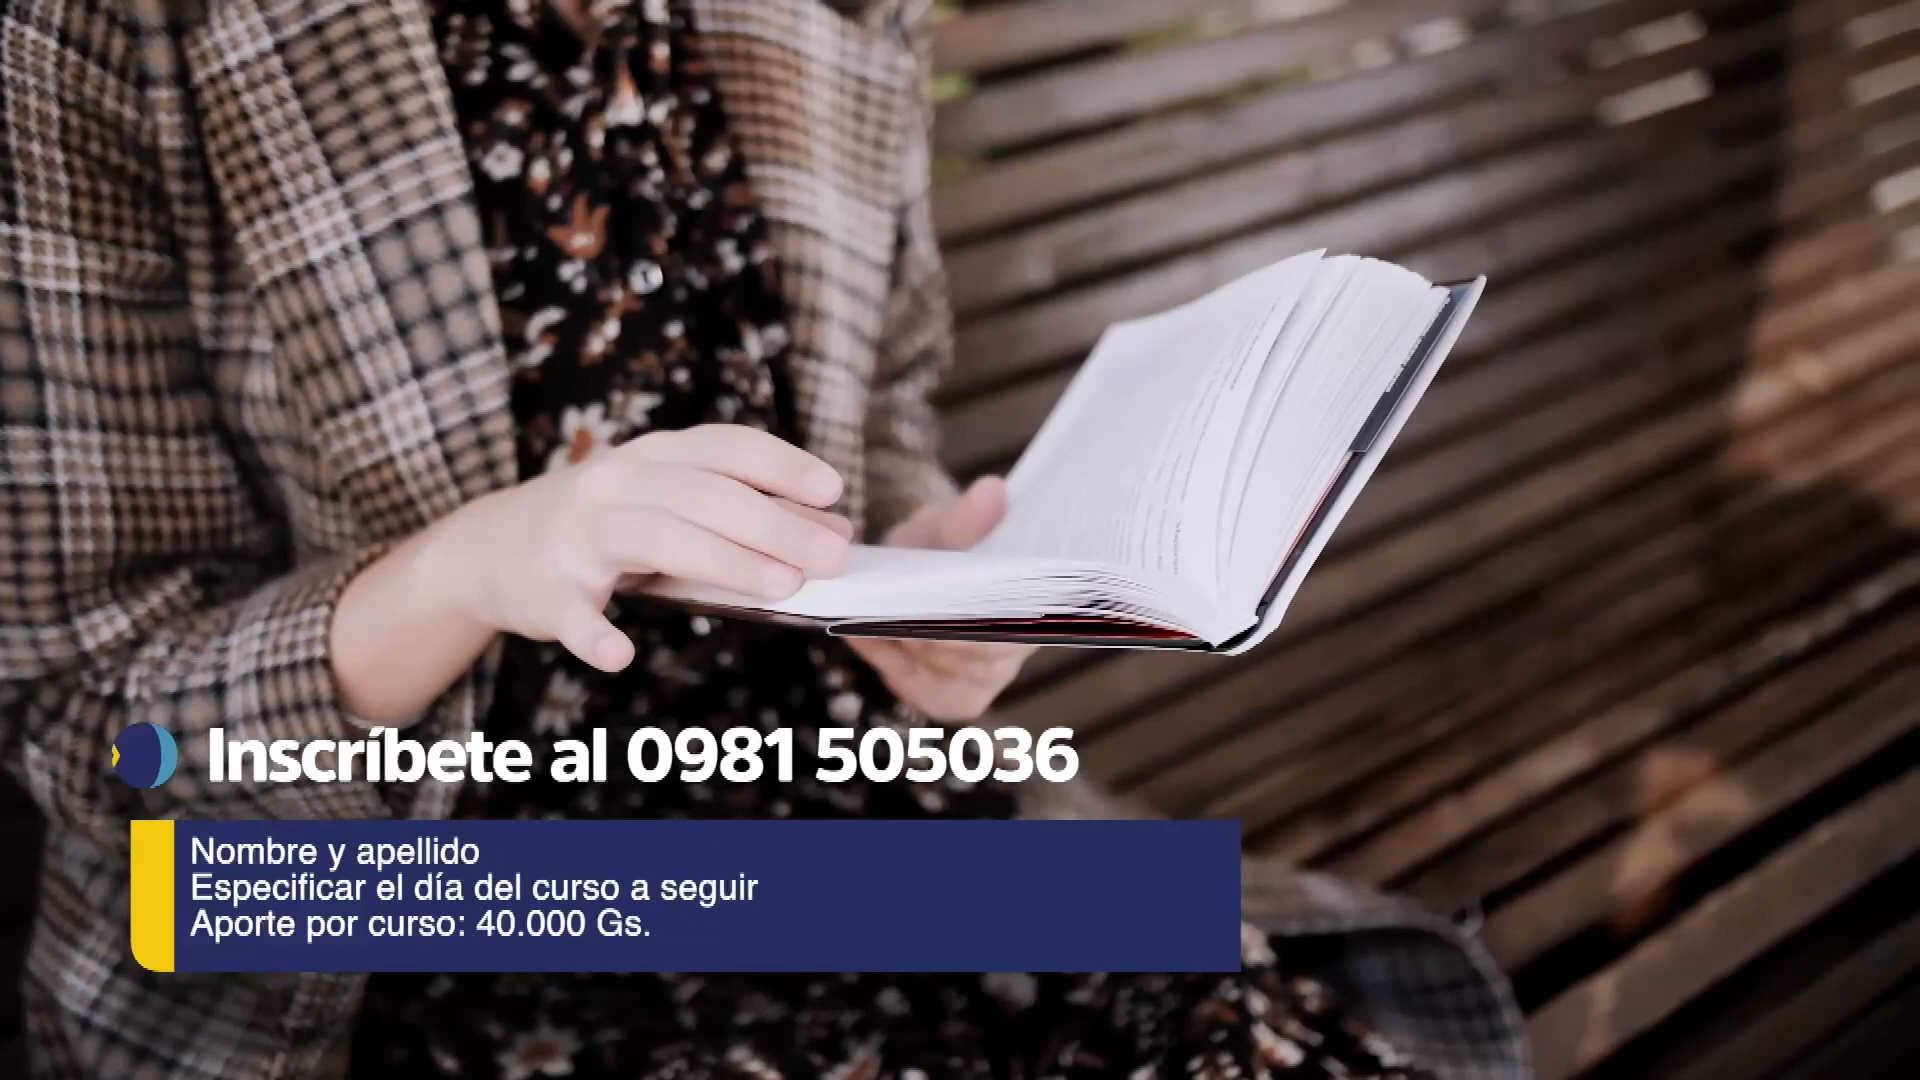 Inscríbete al 0981 505036
Nombre y apellido
Especificar el día del curso a seguir
Aporte por curso: 40.000 Gs.